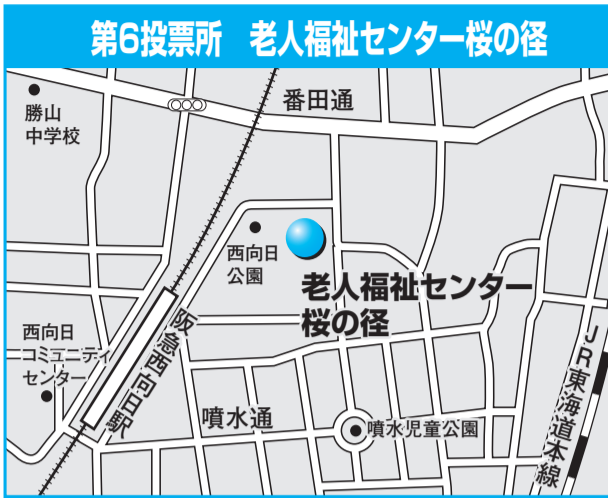 第6投票所 老人福祉センター桜の径
番田通
勝山
中学校
西向日
公園
老人福祉センター
桜の径
西向日
コミュニティ
センター
阪急西向日駅
噴水通
噴水児童公園
JR東海道本線